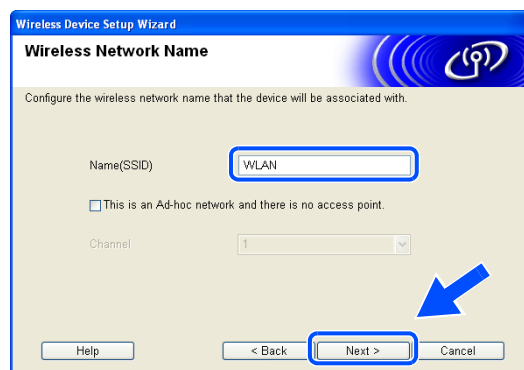 Wireless Device Setup Wizard
Wireless Network Name
Configure the wireless network name that the device will be associated with.
Name(SSID) WLAN
This is an Ad-hoc network and there is no access point.
Channel 1
Help < Back Next > Cancel